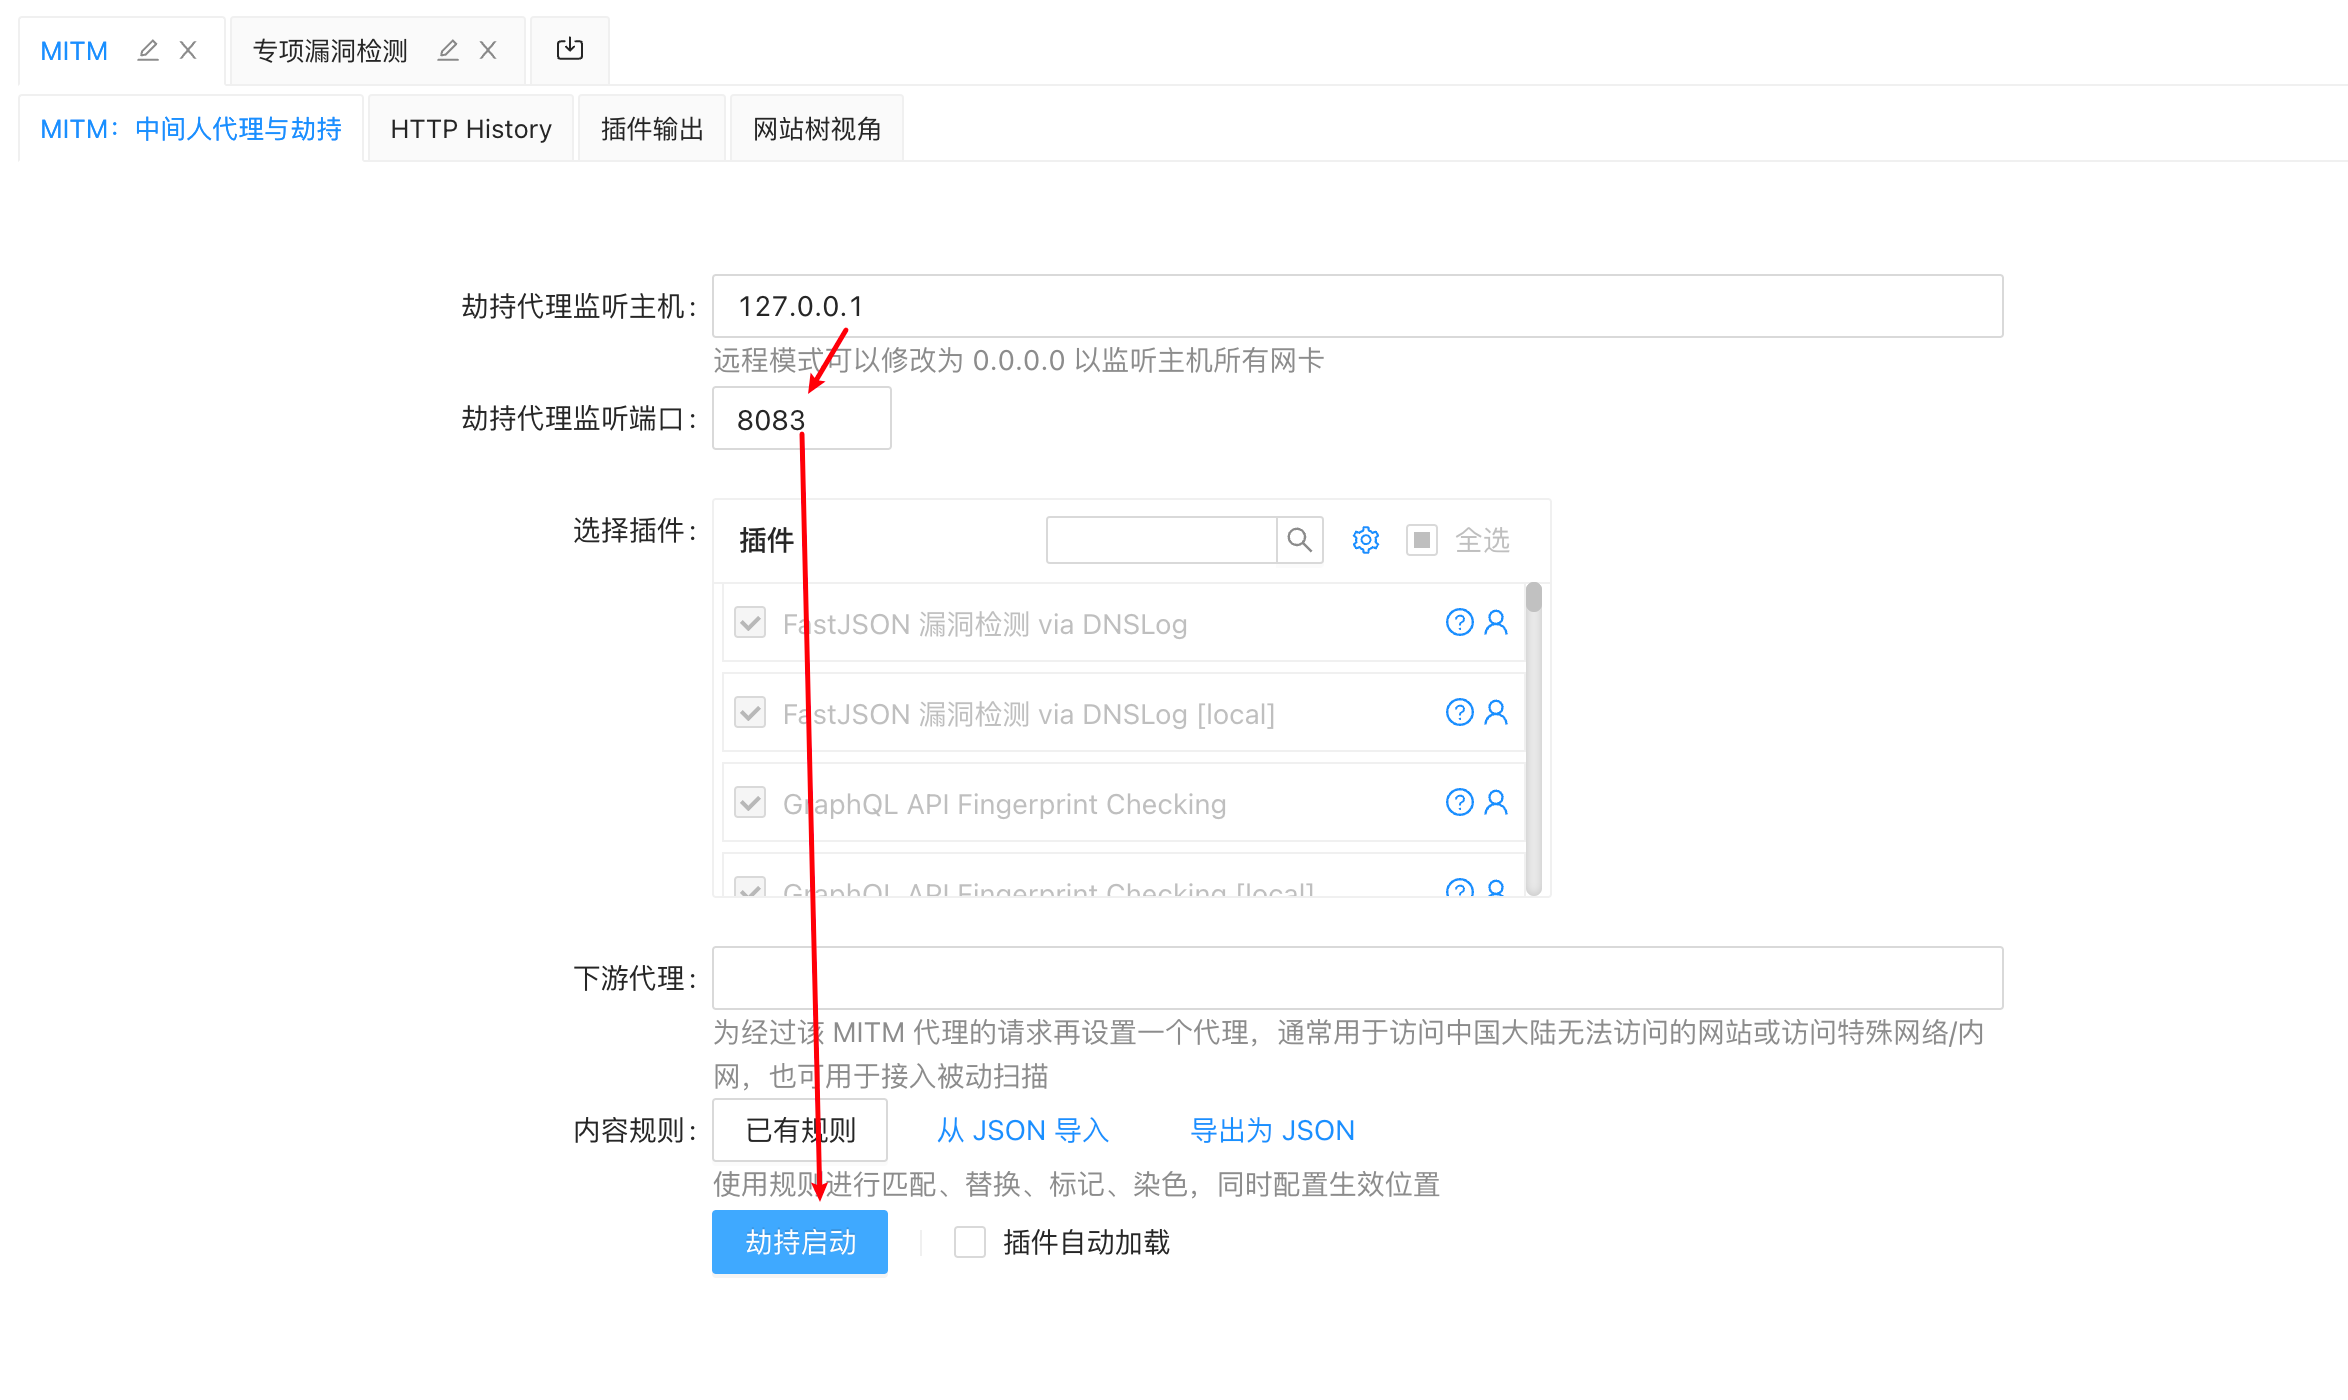 MITM
专项漏洞检测
MITM：中间人代理与劫持
HTTP History
插件输出
网站树视角
劫持代理监听主机：
127.0.0.1
远程模式可以修改为 0.0.0.0 以监听主机所有网卡
劫持代理监听端口：
8083
选择插件：
插件
全选
FastJSON 漏洞检测 via DNSLog
FastJSON 漏洞检测 via DNSLog [local]
GraphQL API Fingerprint Checking
GraphQL API Fingerprint Checking [local]
下游代理：
为经过该 MITM 代理的请求再设置一个代理，通常用于访问中国大陆无法访问的网站或访问特殊网络/内
网，也可用于接入被动扫描
内容规则：
已有规则
从 JSON 导入
导出为 JSON
使用规则进行匹配、替换、标记、染色，同时配置生效位置
劫持启动
插件自动加载